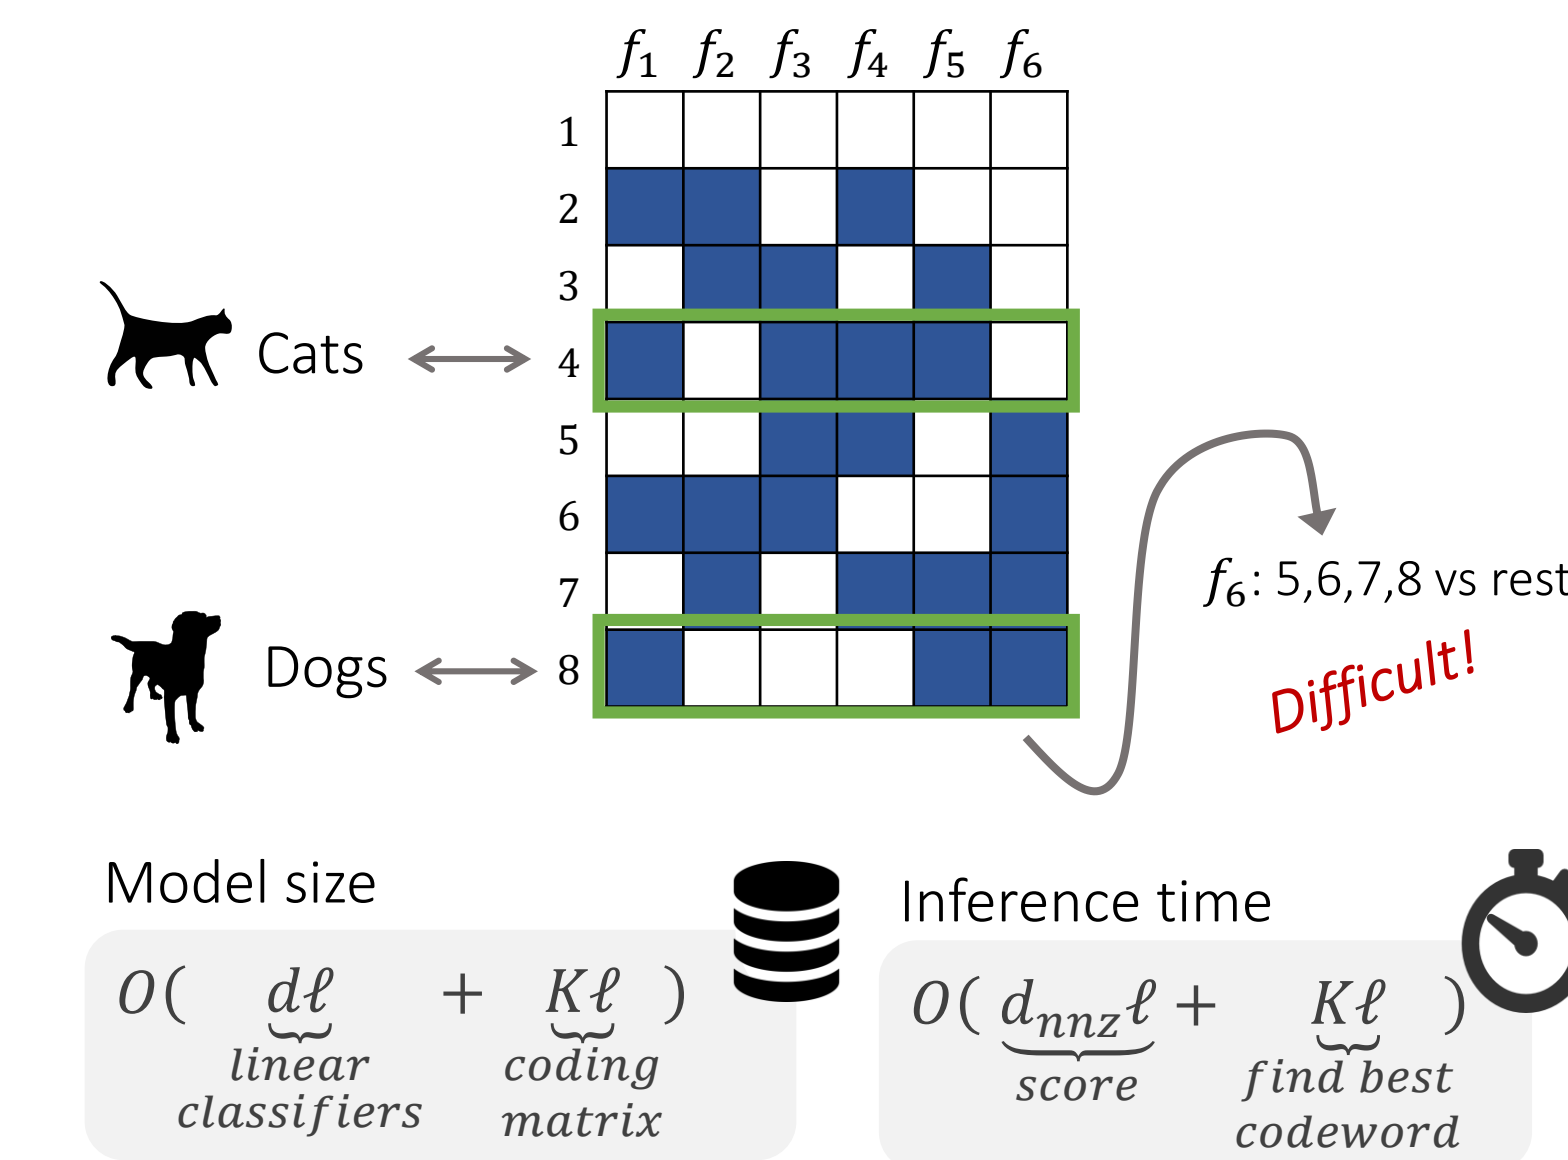 f₁ f₂ f₃ f₄ f₅ f₆
1
2
3
Cats 4
5
6
7
f₆: 5,6,7,8 vs rest
Difficult!
Dogs 8
Model size
O( dℓ + Kℓ )
linear coding
classifiers matrix
Inference time
O( dₙₙz ℓ + Kℓ )
score find best
codeword